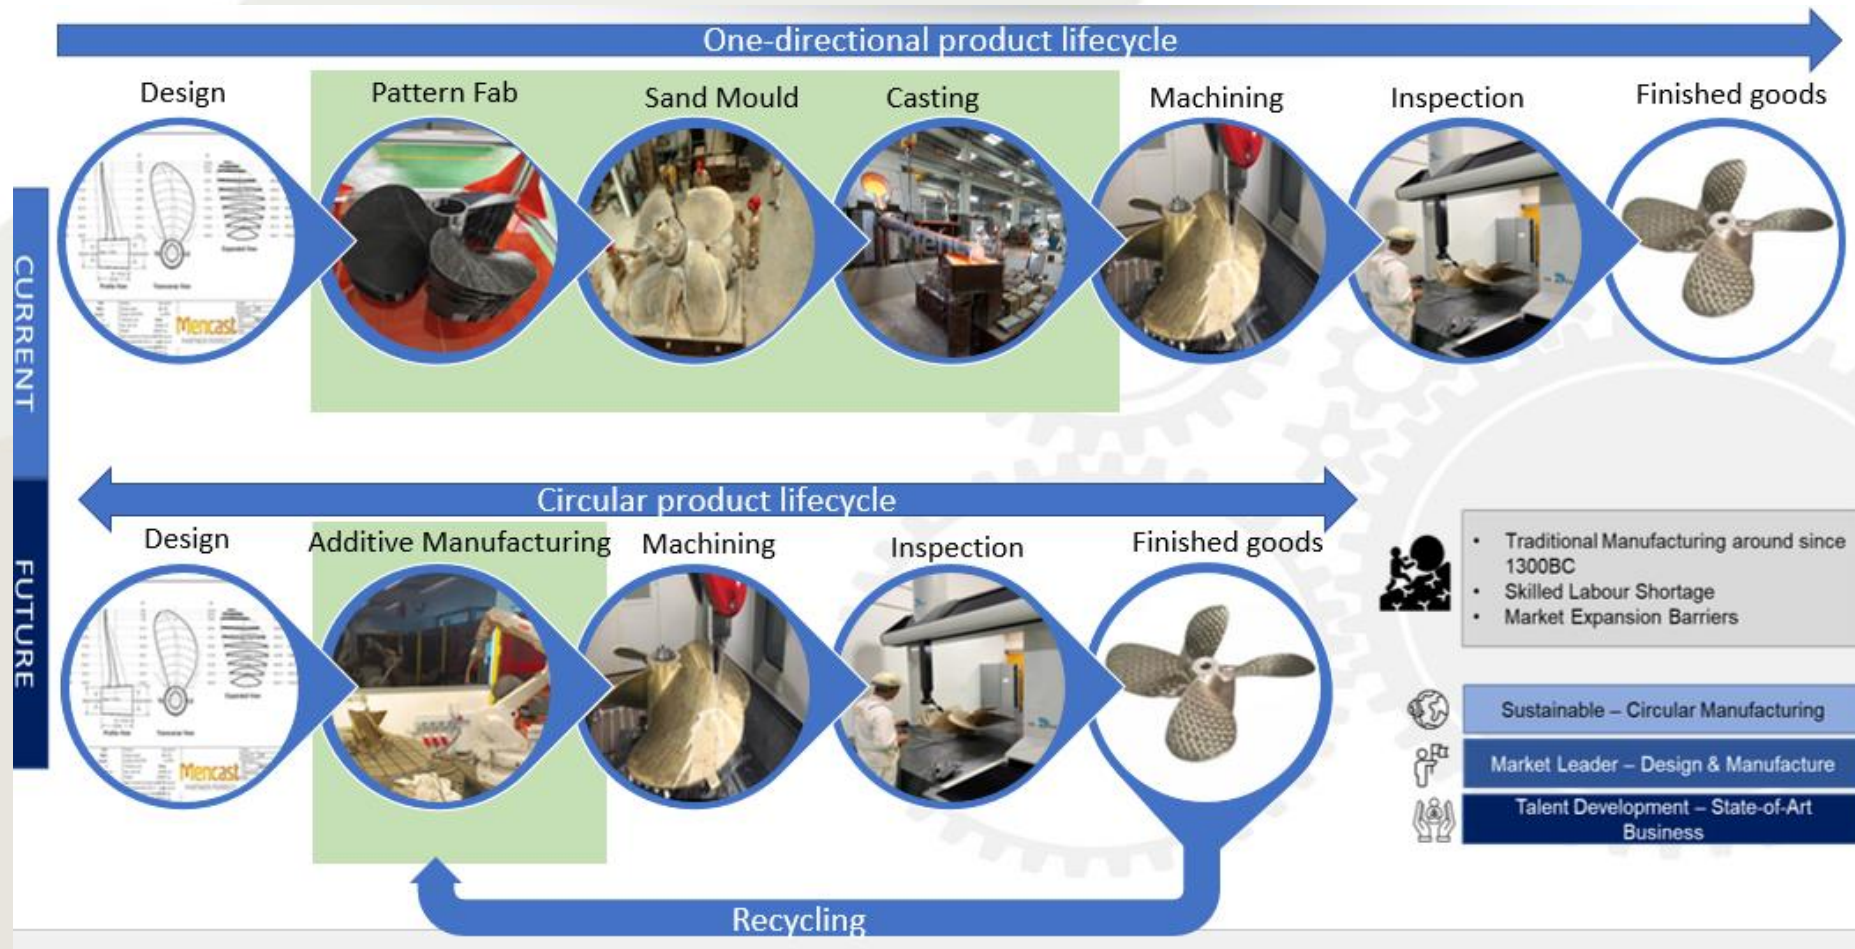 One-directional product lifecycle
Design
Pattern Fab
Sand Mould
Casting
Machining
Inspection
Finished goods
Mencast
CURRENT
Circular product lifecycle
Design
Additive Manufacturing
Machining
Inspection
Finished goods
Mencast
FUTURE
Recycling
• Traditional Manufacturing around since
1300BC
• Skilled Labour Shortage
• Market Expansion Barriers
Sustainable – Circular Manufacturing
Market Leader – Design & Manufacture
Talent Development – State-of-Art
Business